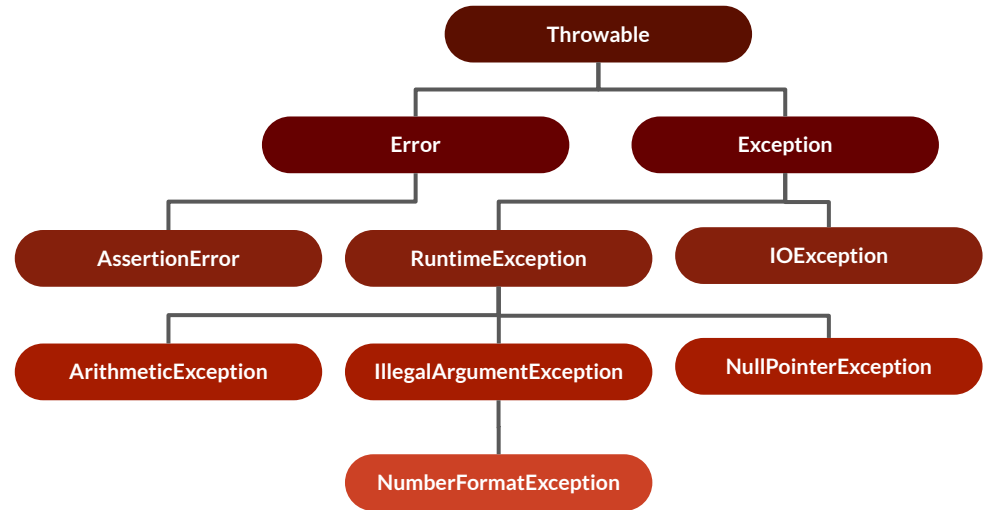 Throwable
Error
Exception
AssertionError
RuntimeException
IOException
ArithmeticException
IllegalArgumentException
NullPointerException
NumberFormatException